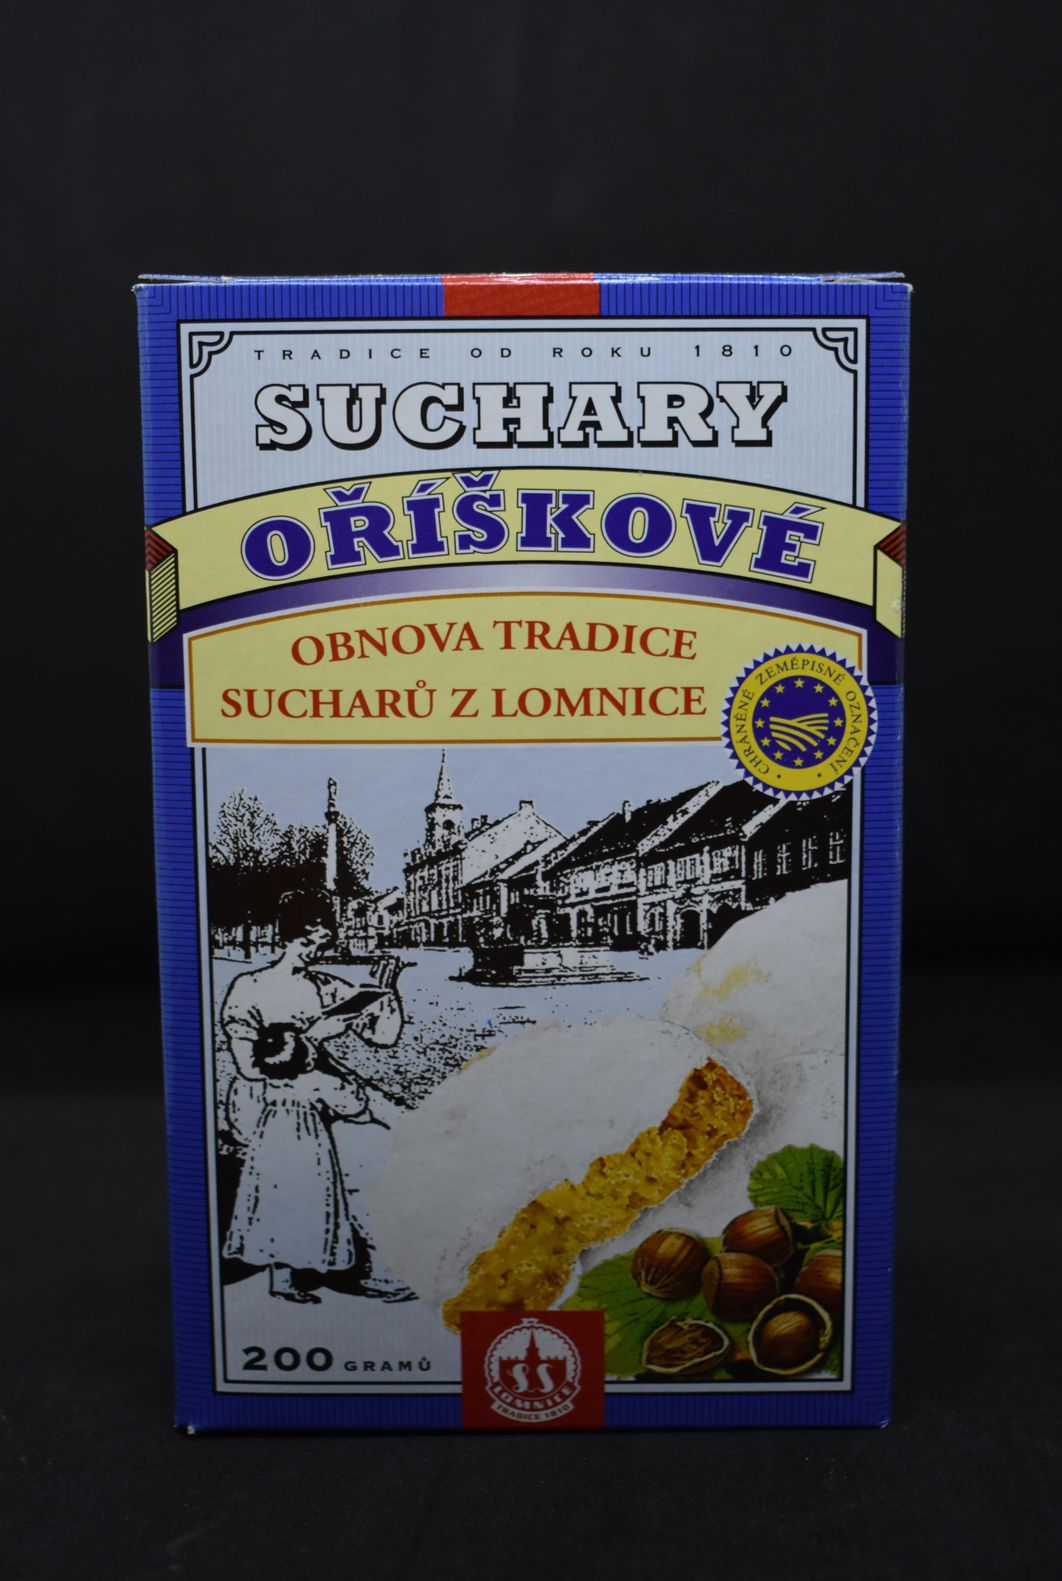 TRADICE OD ROKU 1810
SUCHARY
OŘÍŠKOVÉ
OBNOVA TRADICE
SUCHARŮ Z LOMNICE
CHRÁNĚNÉ ZEMĚPISNÉ OZNAČENÍ
200 GRAMŮ
SS
LOMNICE
TRADICE 1810